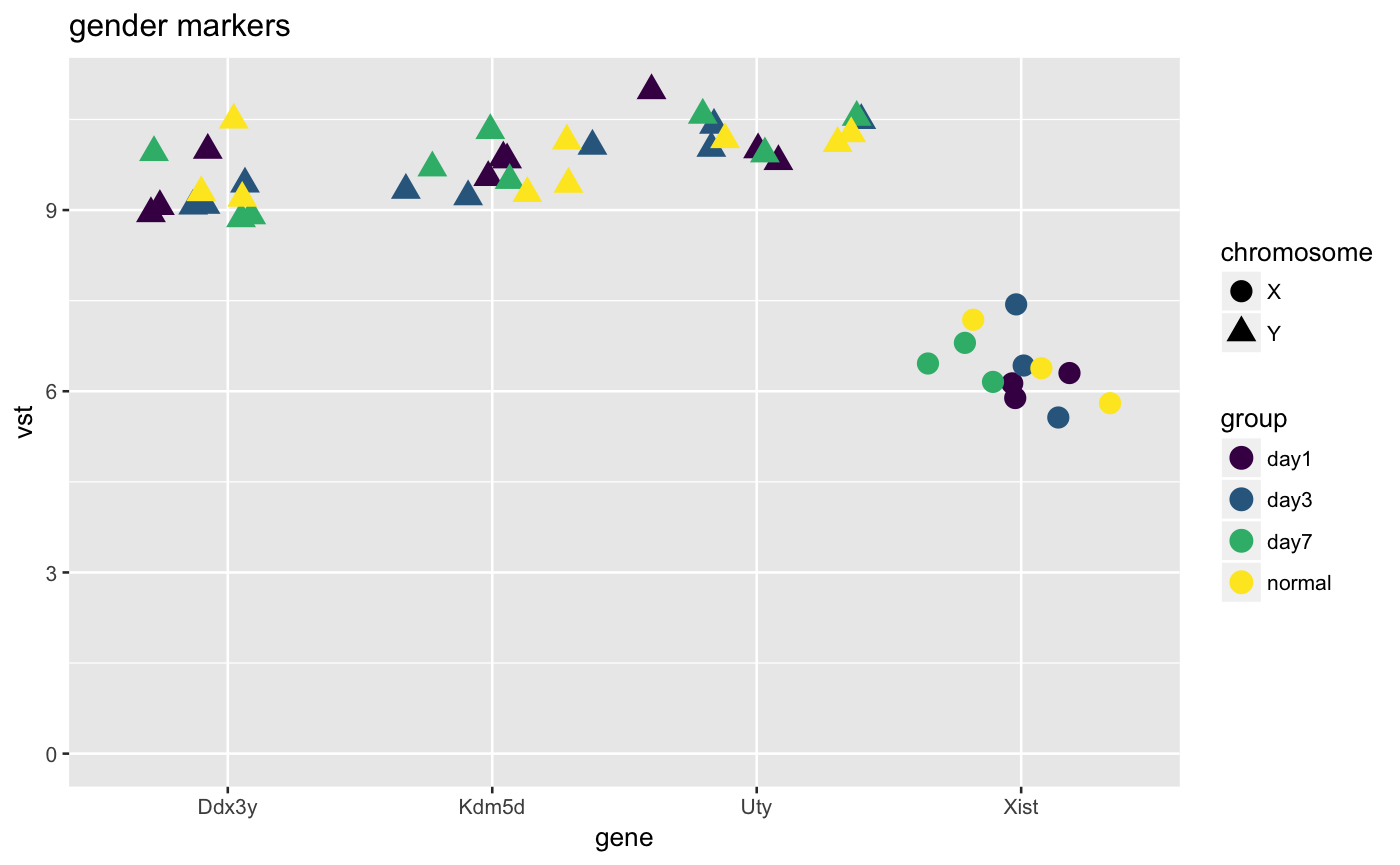 gender markers
vst
9
6
3
0
Ddx3y Kdm5d Uty Xist
gene
chromosome
X
Y
group
day1
day3
day7
normal